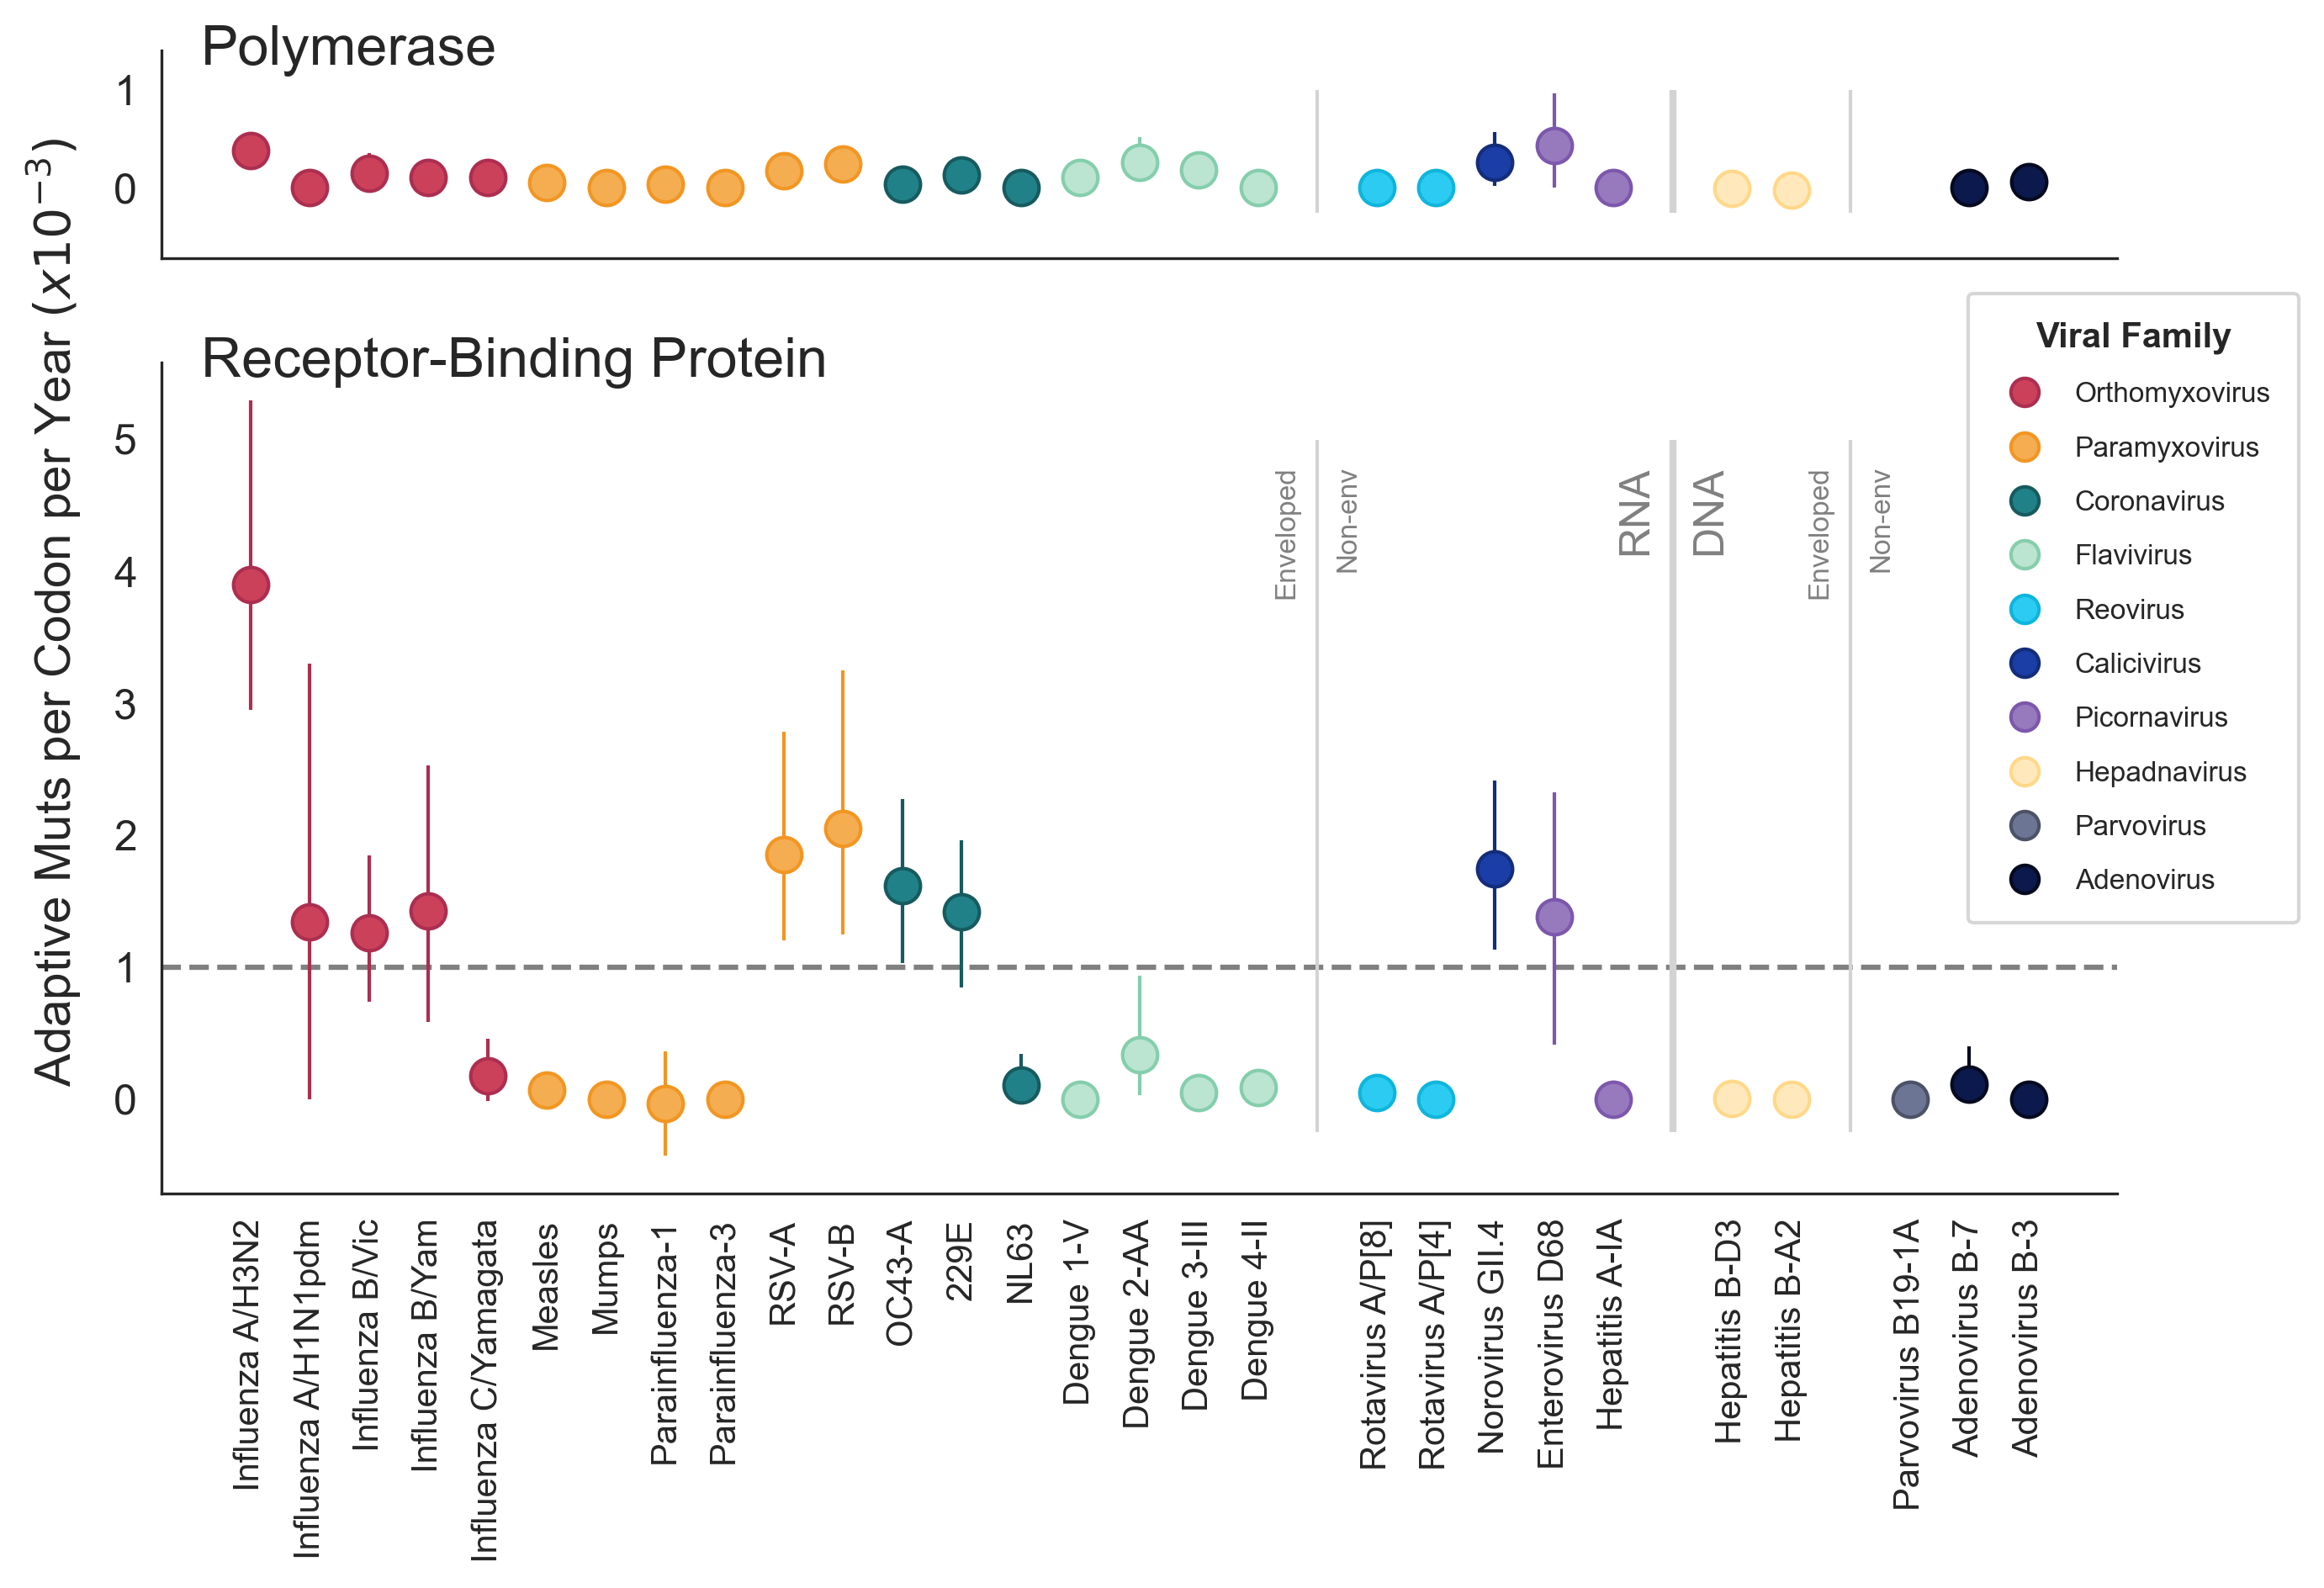 Polymerase
1
0
Adaptive Muts per Codon per Year (x10⁻³)
Receptor-Binding Protein
5
4
3
2
1
0
Enveloped
Non-env
RNA
DNA
Enveloped
Non-env
Viral Family
Orthomyxovirus
Paramyxovirus
Coronavirus
Flavivirus
Reovirus
Calicivirus
Picornavirus
Hepadnavirus
Parvovirus
Adenovirus
Influenza A/H3N2
Influenza A/H1N1pdm
Influenza B/Vic
Influenza B/Yam
Influenza C/Yamagata
Measles
Mumps
Parainfluenza-1
Parainfluenza-3
RSV-A
RSV-B
OC43-A
229E
NL63
Dengue 1-V
Dengue 2-AA
Dengue 3-III
Dengue 4-II
Rotavirus A/P[8]
Rotavirus A/P[4]
Norovirus GII.4
Enterovirus D68
Hepatitis A-IA
Hepatitis B-D3
Hepatitis B-A2
Parvovirus B19-1A
Adenovirus B-7
Adenovirus B-3